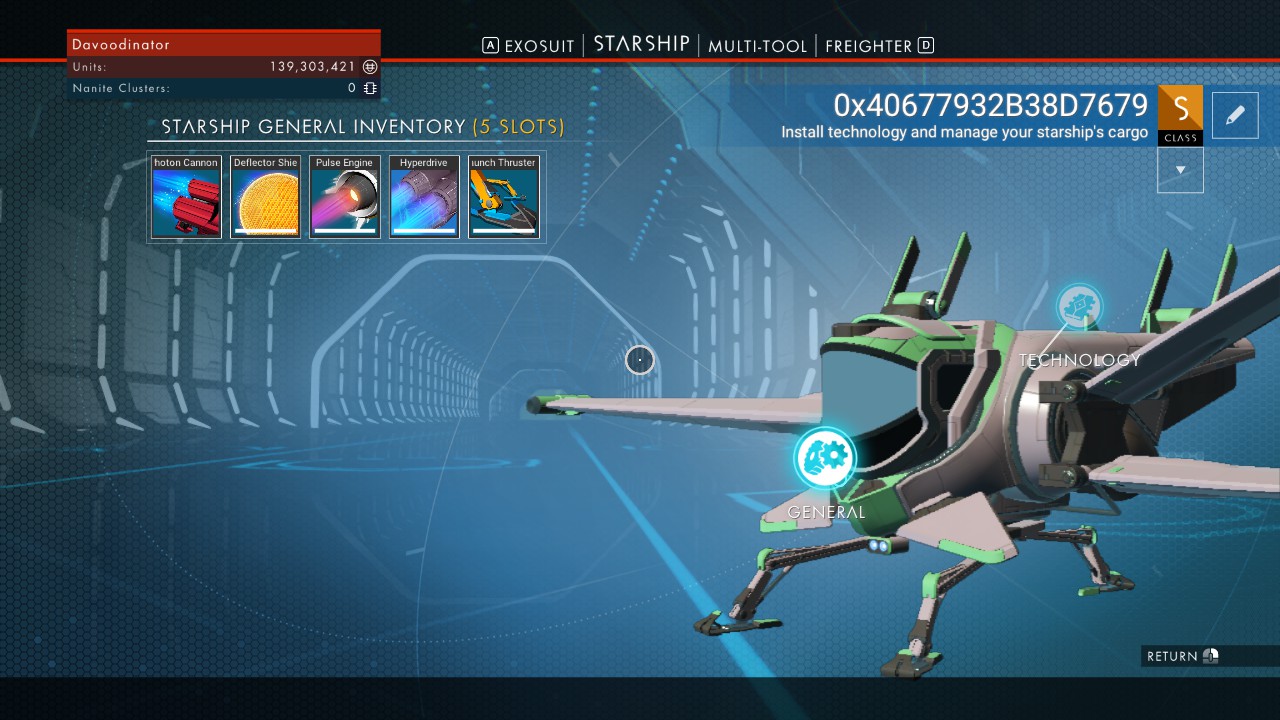 Davoodinator
Units: 139,303,421
Nanite Clusters: 0
A EXOSUIT STARSHIP MULTI-TOOL FREIGHTER D
STARSHIP GENERAL INVENTORY (5 SLOTS)
hoton Cannon Deflector Shie Pulse Engine Hyperdrive unch Thruster
0x40677932B38D7679
Install technology and manage your starship's cargo
S
CLASS
TECHNOLOGY
GENERAL
RETURN